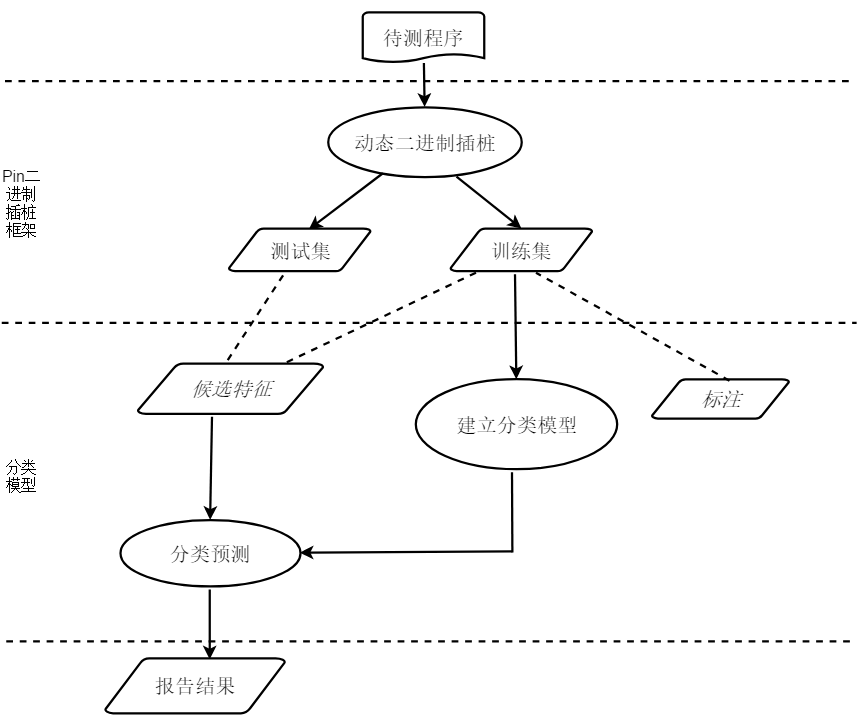 待测程序
动态二进制插桩
Pin二
进制
插桩
框架
测试集
训练集
候选特征
标注
建立分类模型
分类
模型
分类预测
报告结果